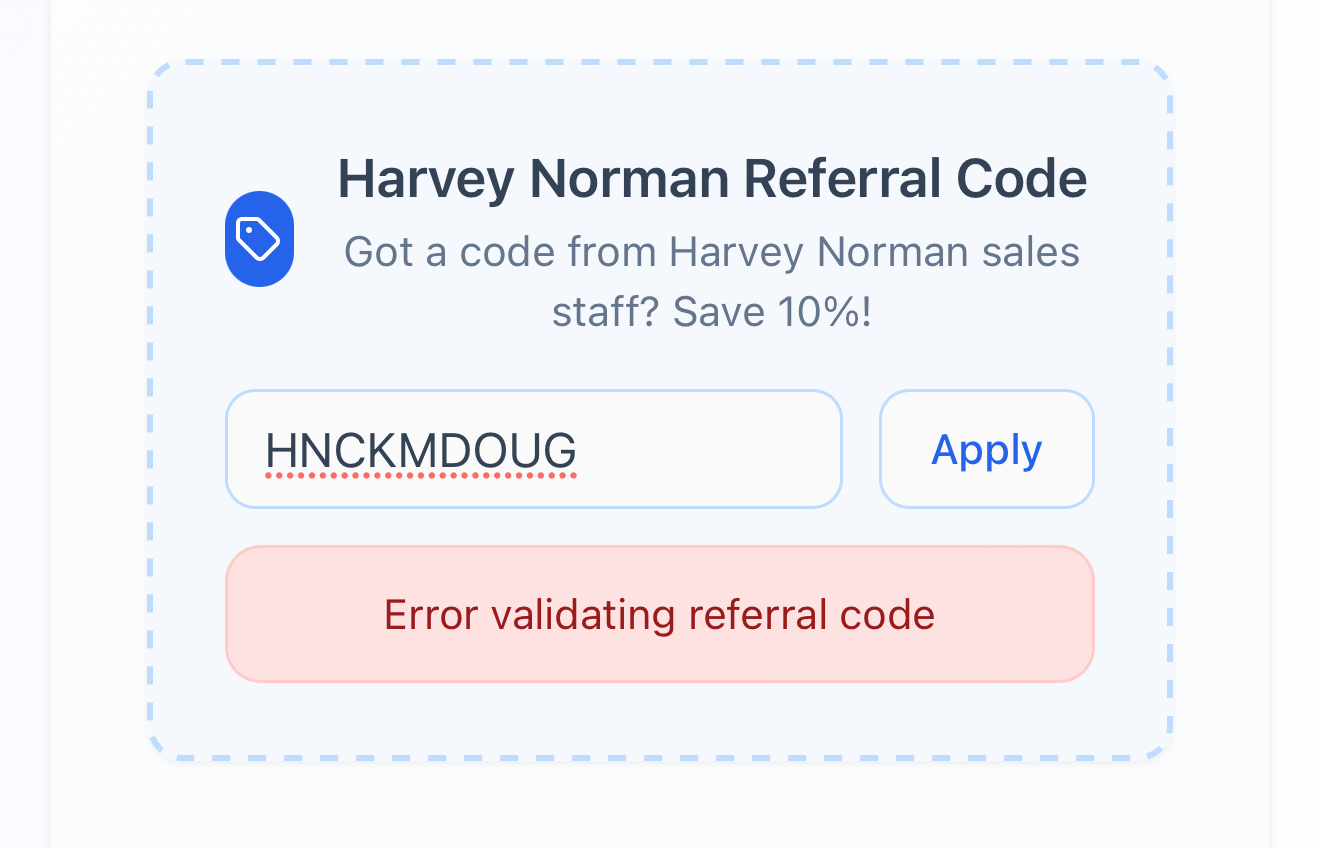 Harvey Norman Referral Code
Got a code from Harvey Norman sales
staff? Save 10%!
HNCKMDOUG
Apply
Error validating referral code